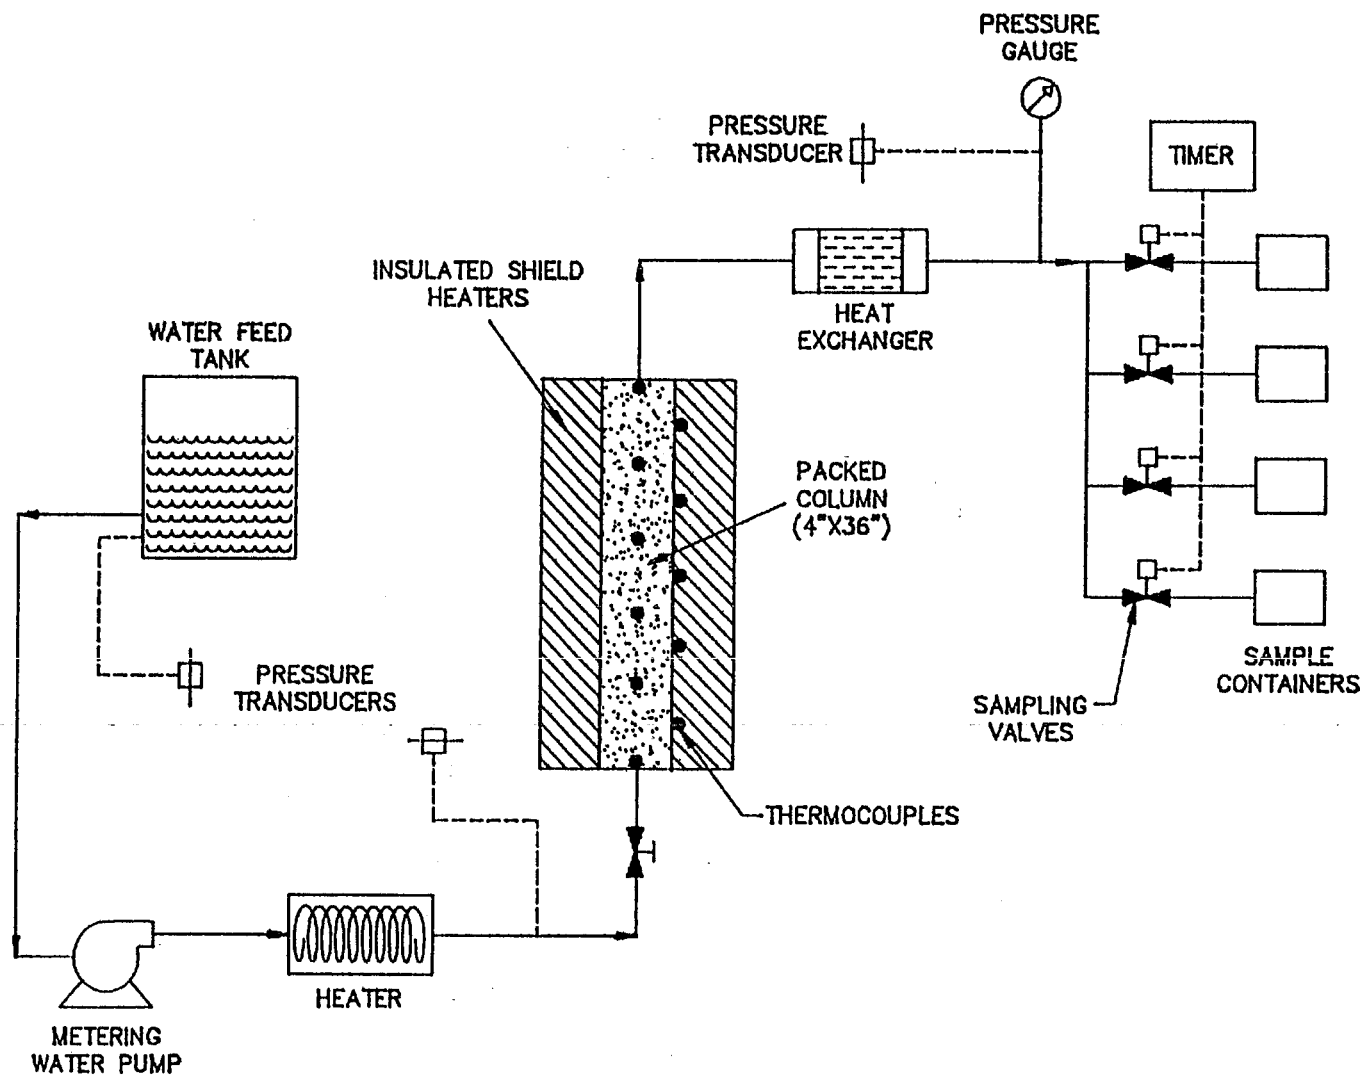 PRESSURE
GAUGE
PRESSURE
TRANSDUCER
TIMER
INSULATED SHIELD
HEATERS
HEAT
EXCHANGER
WATER FEED
TANK
PACKED
COLUMN
(4"X36")
PRESSURE
TRANSDUCERS
SAMPLE
CONTAINERS
SAMPLING
VALVES
THERMOCOUPLES
HEATER
METERING
WATER PUMP